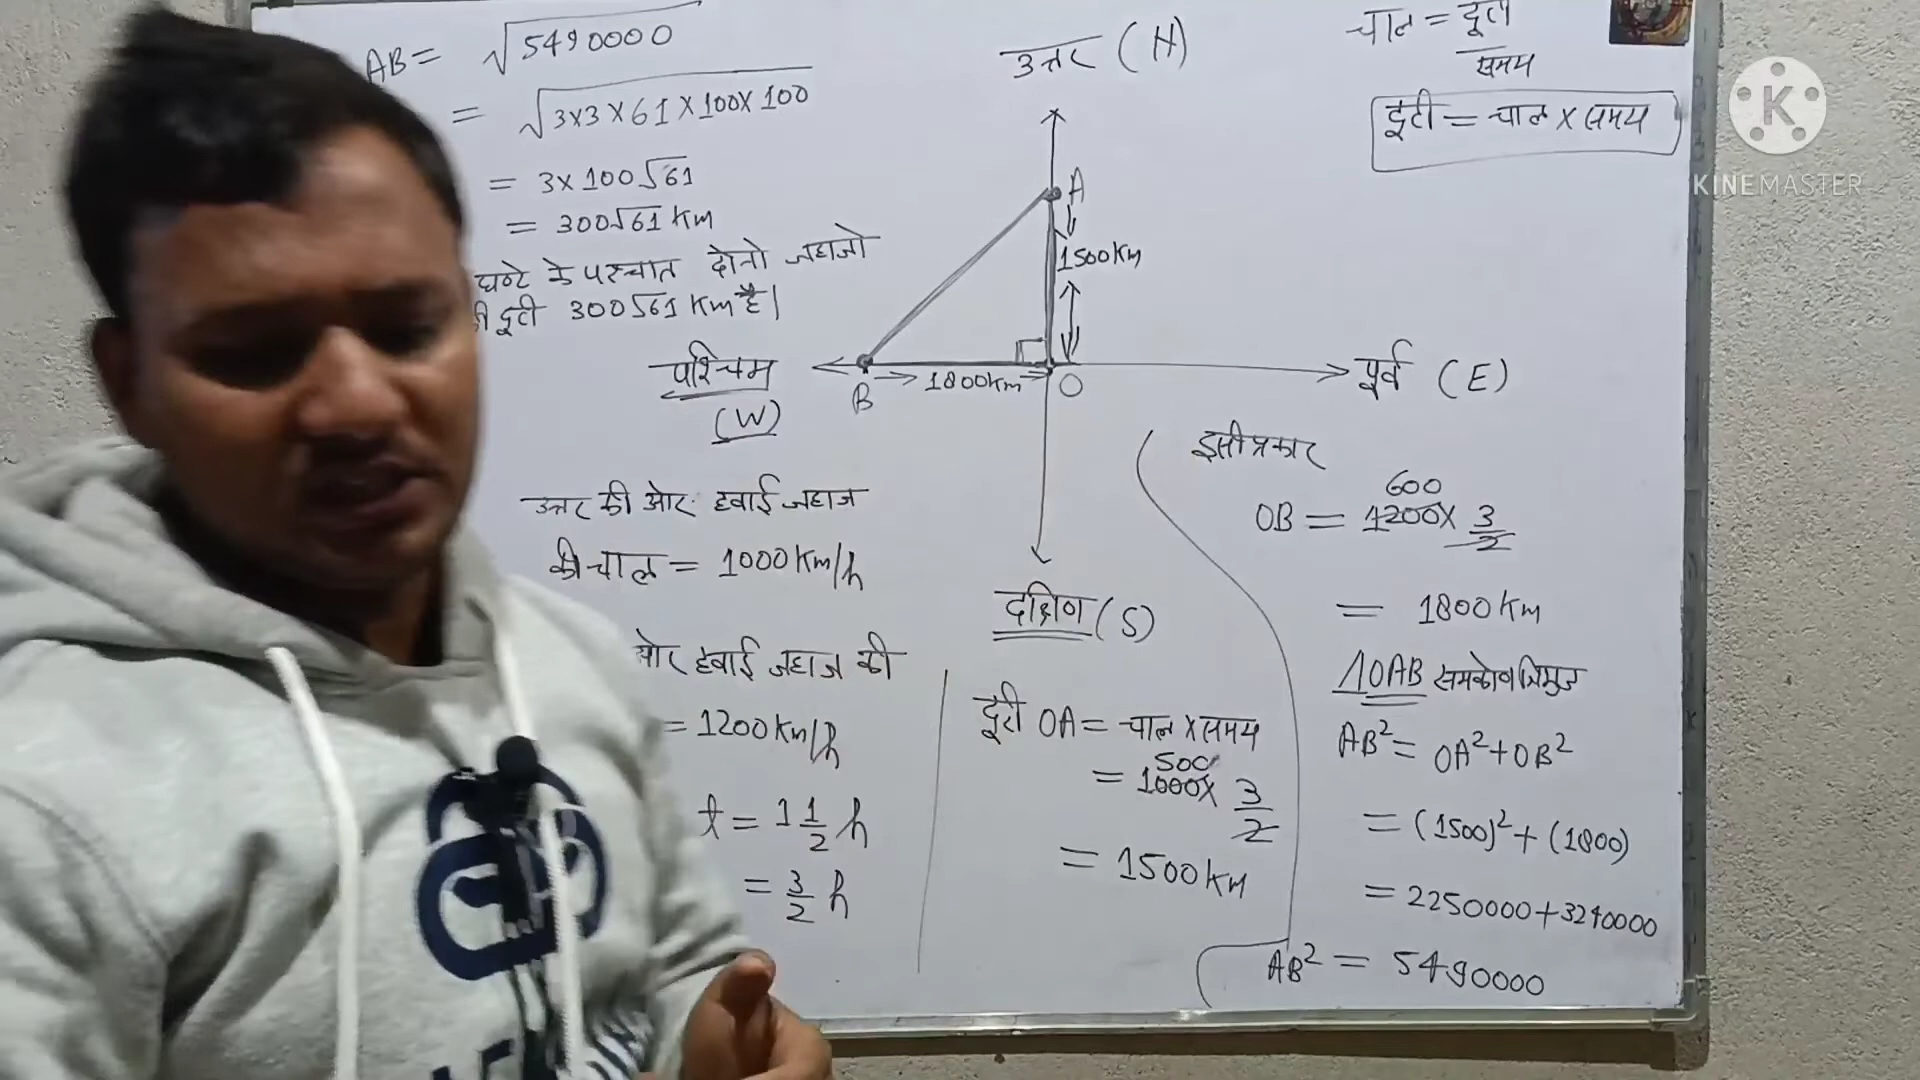 AB = √5490000
= √3×3×61×100×100
= 3×100√61
= 300√61 Km
घण्टे के पश्चात दोनो जहाजो
की दूरी 300√61 Km है।
उत्तर (H)
चाल = दूरी
समय
दूरी = चाल × समय
KINEMASTER
A
1500Km
पश्चिम
(W)
B
1800Km
O
पूर्व (E)
उत्तर की ओर हवाई जहाज
की चाल = 1000 Km/h
ओर हवाई जहाज की
= 1200 Km/h
t = 1 1/2 h
= 3/2 h
दक्षिण (S)
दूरी OA = चाल × समय
500
= 1000 × 3/2
= 1500 Km
इसी प्रकार
600
OB = 1200 × 3/2
= 1800 Km
△OAB समकोण त्रिभुज
AB² = OA² + OB²
= (1500)² + (1800)
= 2250000 + 3240000
AB² = 5490000